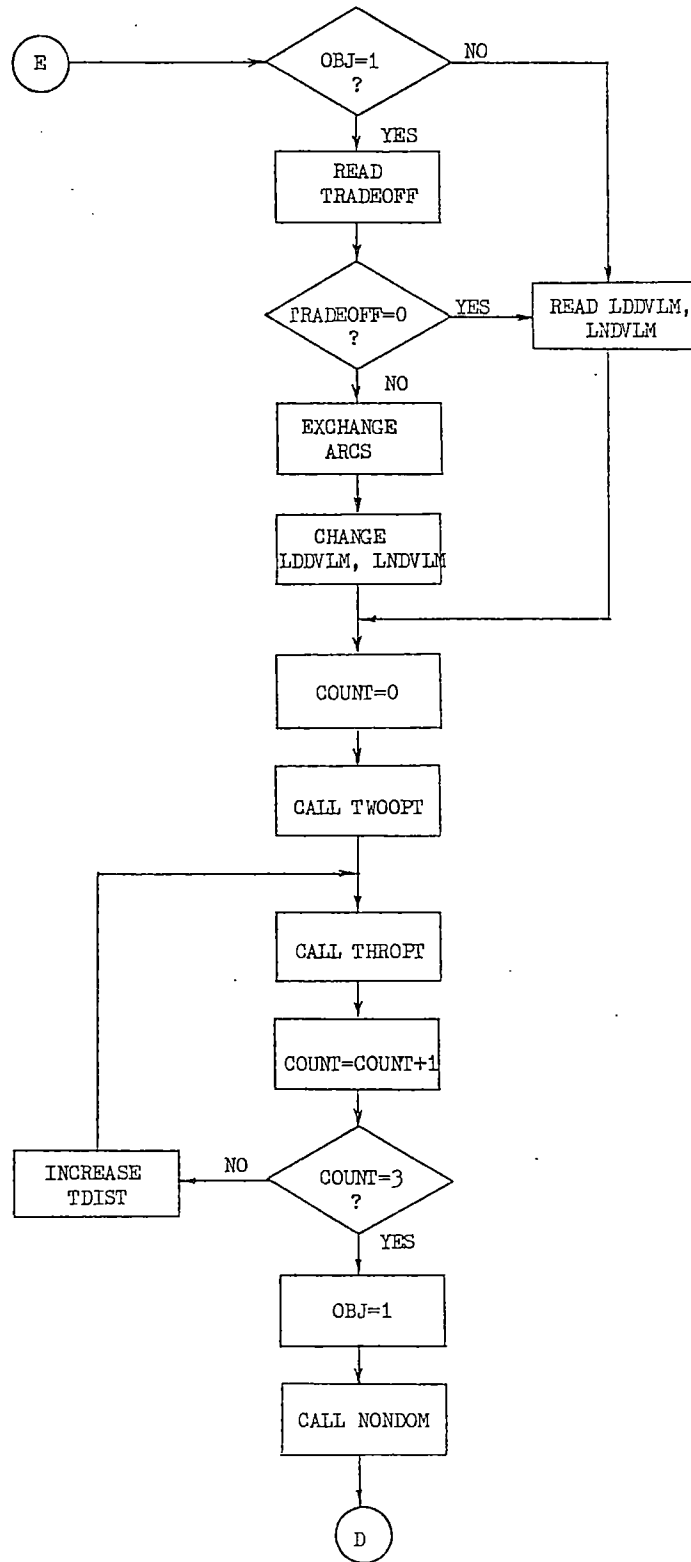 E
OBJ=1
?
NO
YES
READ
TRADEOFF
TRADEOFF=0
?
YES
READ LDDVLM,
LNDVLM
NO
EXCHANGE
ARCS
CHANGE
LDDVLM, LNDVLM
COUNT=0
CALL TWOOPT
CALL THROPT
COUNT=COUNT+1
INCREASE
TDIST
NO
COUNT=3
?
YES
OBJ=1
CALL NONDOM
D